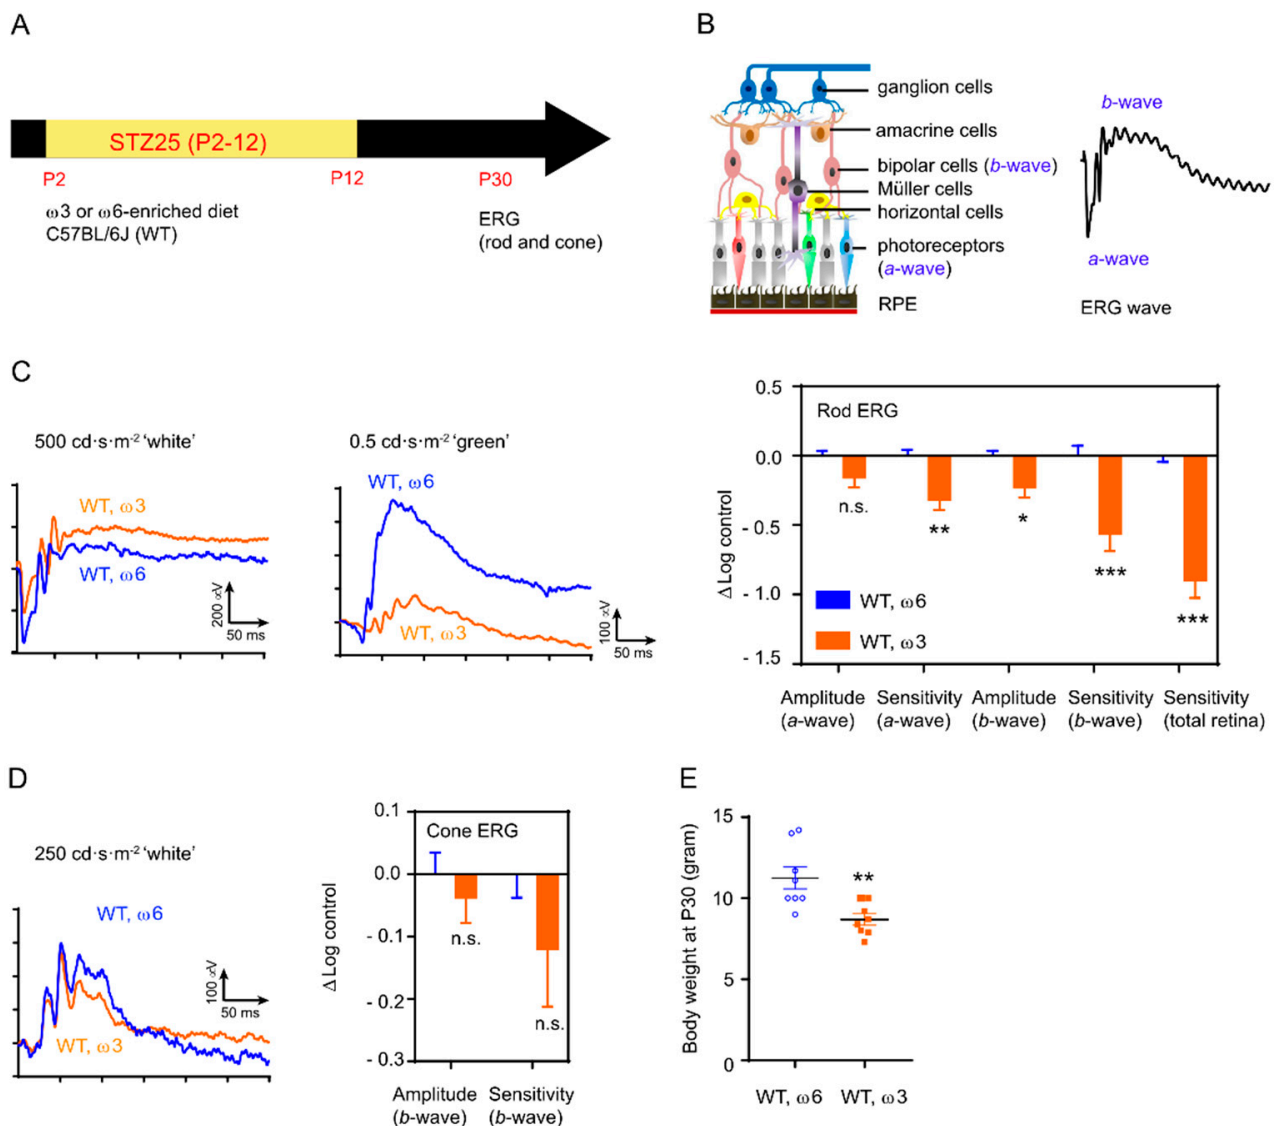 A
STZ25 (P2-12)
P2
P12
P30
ω3 or ω6-enriched diet
C57BL/6J (WT)
ERG
(rod and cone)
B
ganglion cells
amacrine cells
bipolar cells (b-wave)
Müller cells
horizontal cells
photoreceptors
(a-wave)
RPE
b-wave
a-wave
ERG wave
C
500 cd·s·m-2 'white'
WT, ω3
WT, ω6
200 ∝V
50 ms
0.5 cd·s·m-2 'green'
WT, ω6
WT, ω3
100 ∝V
50 ms
Δ Log control
0.5
0.0
- 0.5
- 1.0
- 1.5
Rod ERG
n.s.
**
*
***
***
WT, ω6
WT, ω3
Amplitude
(a-wave)
Sensitivity
(a-wave)
Amplitude
(b-wave)
Sensitivity
(b-wave)
Sensitivity
(total retina)
D
250 cd·s·m-2 'white'
WT, ω6
WT, ω3
100 ∝V
50 ms
Δ Log control
0.1
0.0
- 0.1
- 0.2
- 0.3
Cone ERG
n.s.
n.s.
Amplitude
(b-wave)
Sensitivity
(b-wave)
E
Body weight at P30 (gram)
15
10
5
0
**
WT, ω6
WT, ω3